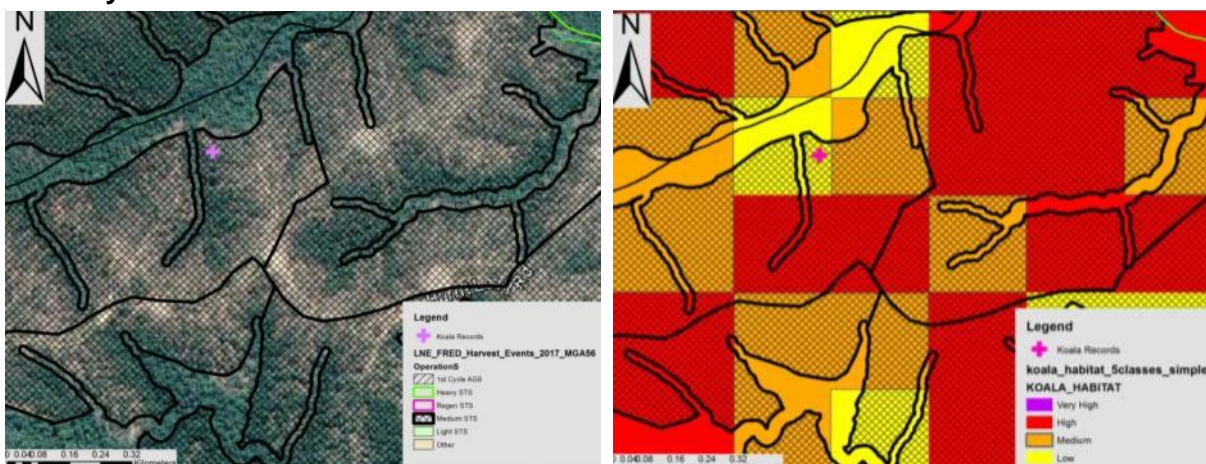 N
Legend
Koala Records
LNE_FRED_Harvest_Events_2017_MGA56
OperationS
1st Cycle AGS
Heavy STS
Regen STS
Medium STS
Light STS
Other
0 0.04 0.08 0.16 0.24 0.32
Kilometers
N
Legend
Koala Records
koala_habitat_5classes_simple
KOALA_HABITAT
Very High
High
Medium
Low
0 0.04 0.08 0.16 0.24 0.32